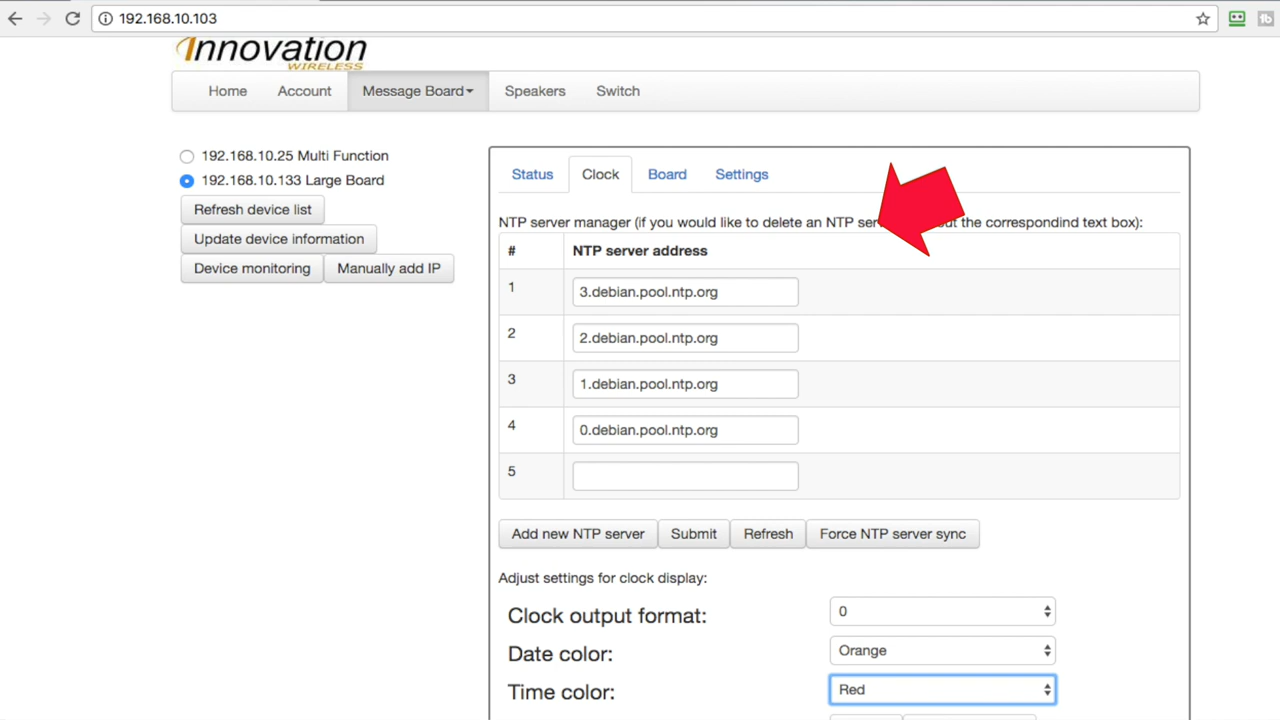 192.168.10.103
Innovation
WIRELESS
Home Account Message Board Speakers Switch
192.168.10.25 Multi Function
192.168.10.133 Large Board
Refresh device list
Update device information
Device monitoring Manually add IP
Status Clock Board Settings
NTP server manager (if you would like to delete an NTP the correspondind text box):
# NTP server address
1 3.debian.pool.ntp.org
2 2.debian.pool.ntp.org
3 1.debian.pool.ntp.org
4 0.debian.pool.ntp.org
5
Add new NTP server Submit Refresh Force NTP server sync
Adjust settings for clock display:
Clock output format: 0
Date color: Orange
Time color: Red